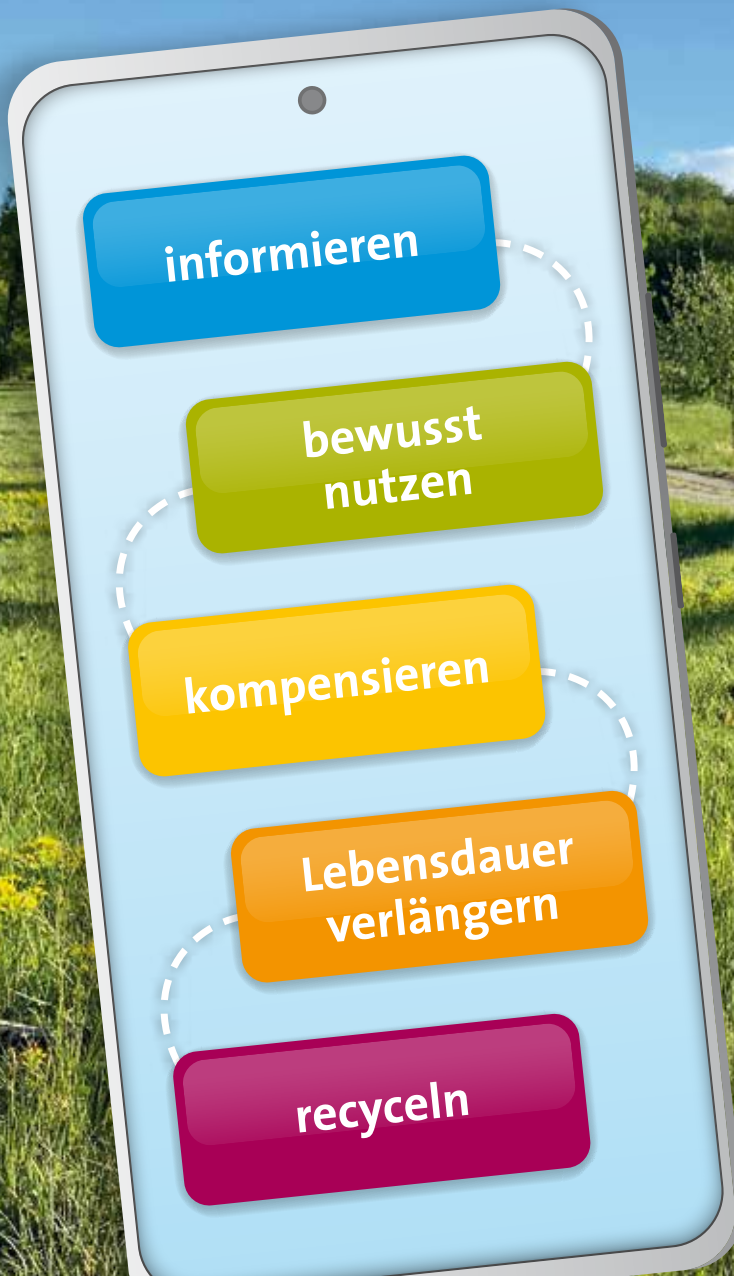 informieren
bewusst
nutzen
kompensieren
Lebensdauer
verlängern
recyceln